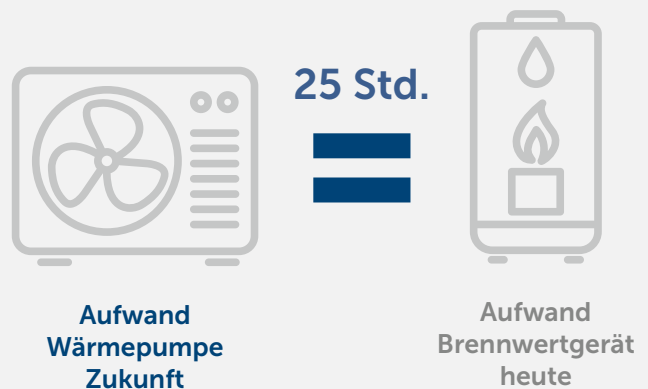 25 Std.
Aufwand
Wärmepumpe
Zukunft
Aufwand
Brennwertgerät
heute